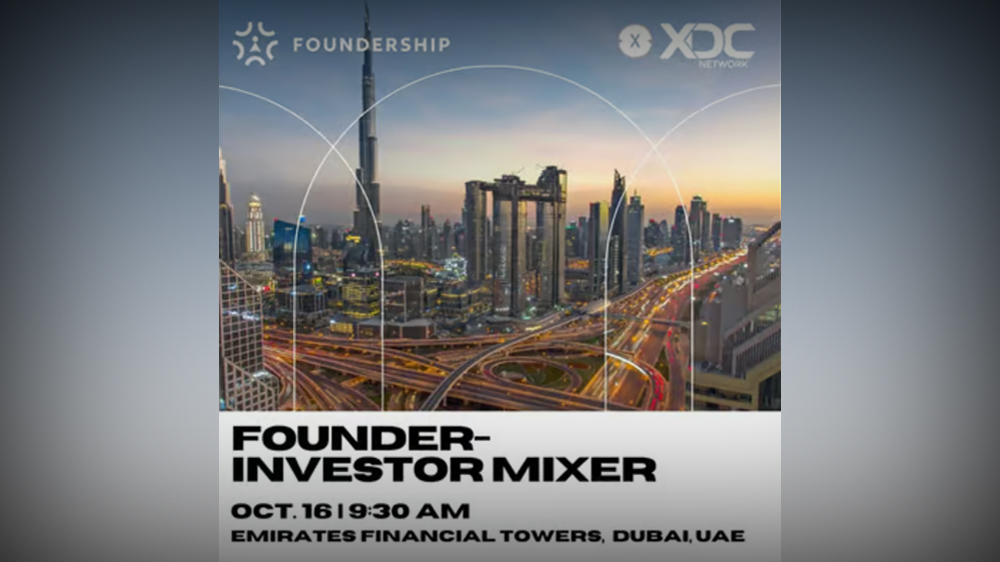 FOUNDERSHIP
X XDC
NETWORK
FOUNDER-
INVESTOR MIXER
OCT. 16 | 9:30 AM
EMIRATES FINANCIAL TOWERS, DUBAI, UAE